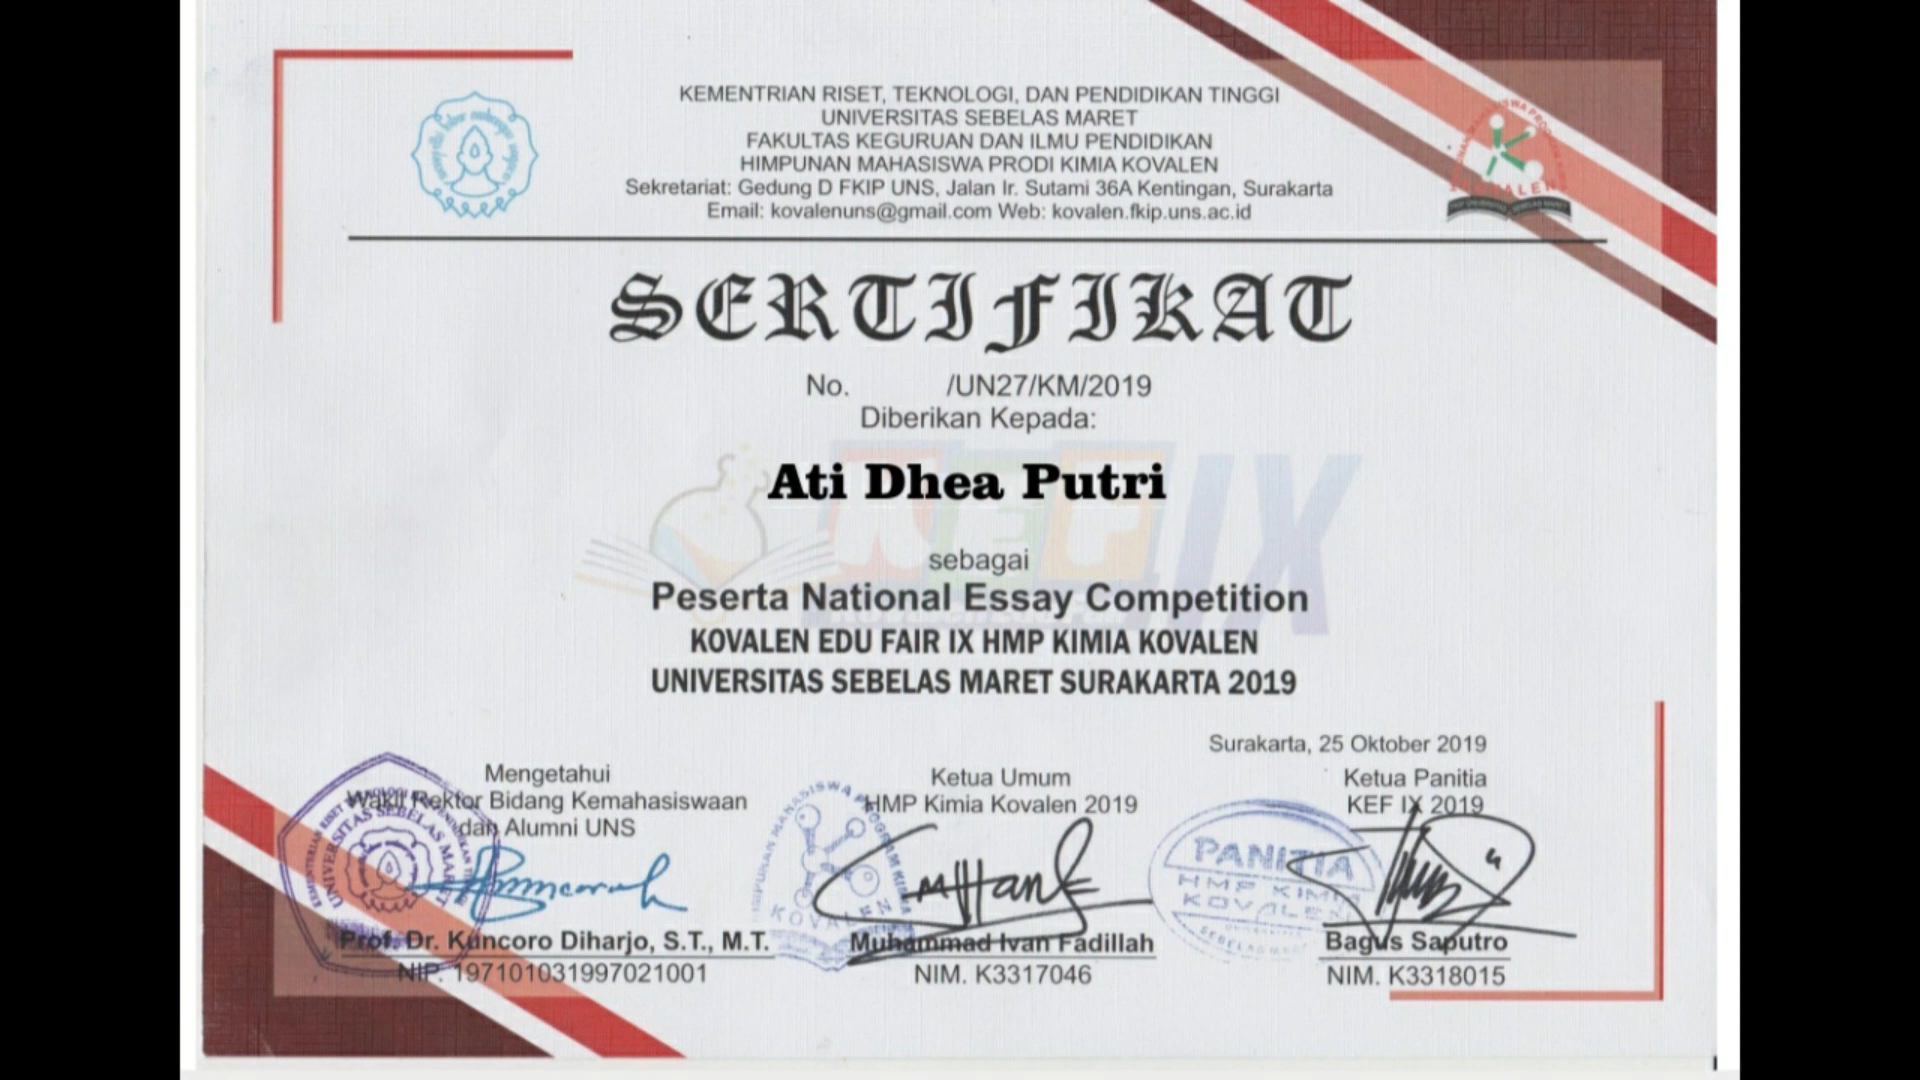 KEMENTRIAN RISET, TEKNOLOGI, DAN PENDIDIKAN TINGGI
UNIVERSITAS SEBELAS MARET
FAKULTAS KEGURUAN DAN ILMU PENDIDIKAN
HIMPUNAN MAHASISWA PRODI KIMIA KOVALEN
Sekretariat: Gedung D FKIP UNS, Jalan Ir. Sutami 36A Kentingan, Surakarta
Email: kovalenuns@gmail.com Web: kovalen.fkip.uns.ac.id
SERTIFIKAT
No. /UN27/KM/2019
Diberikan Kepada:
Ati Dhea Putri
KEF IX
sebagai
Peserta National Essay Competition
KOVALEN EDU FAIR IX HMP KIMIA KOVALEN
UNIVERSITAS SEBELAS MARET SURAKARTA 2019
Surakarta, 25 Oktober 2019
Mengetahui
Wakil Rektor Bidang Kemahasiswaan
dan Alumni UNS
Prof. Dr. Kuncoro Diharjo, S.T., M.T.
NIP. 197101031997021001
Ketua Umum
HMP Kimia Kovalen 2019
Muhammad Ivan Fadillah
NIM. K3317046
Ketua Panitia
KEF IX 2019
PANITIA
HMP KIMIA
KOVALEN
Bagus Saputro
NIM. K3318015